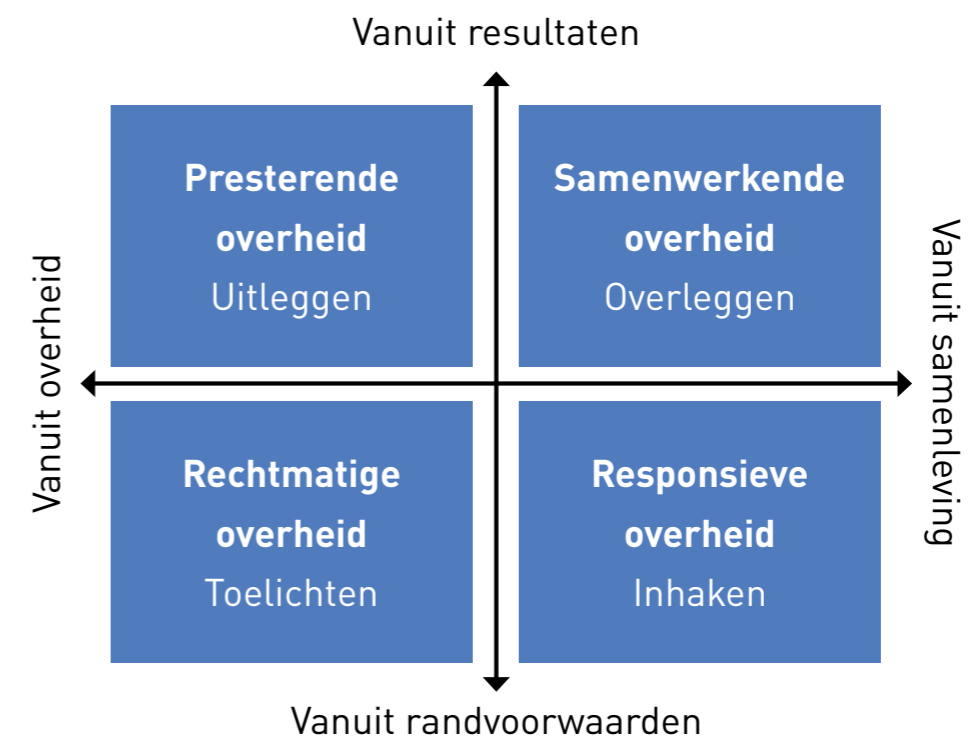 Vanuit resultaten
Presterende
overheid
Uitleggen
Samenwerkende
overheid
Overleggen
Vanuit overheid
Vanuit samenleving
Rechtmatige
overheid
Toelichten
Responsieve
overheid
Inhaken
Vanuit randvoorwaarden